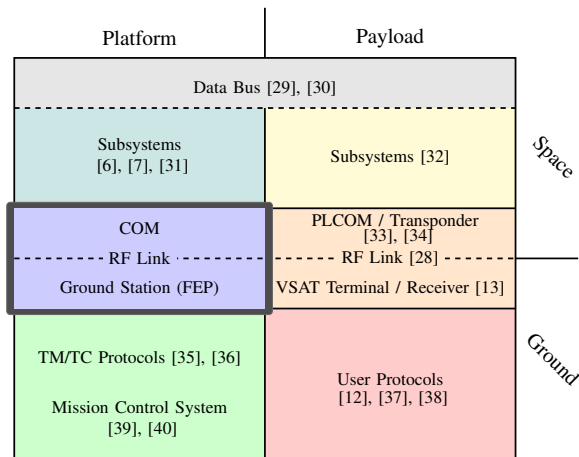 Platform
Payload
Data Bus [29], [30]
Subsystems
[6], [7], [31]
Subsystems [32]
Space
COM
PLCOM / Transponder
[33], [34]
RF Link
RF Link [28]
Ground Station (FEP)
VSAT Terminal / Receiver [13]
Ground
TM/TC Protocols [35], [36]
Mission Control System
[39], [40]
User Protocols
[12], [37], [38]